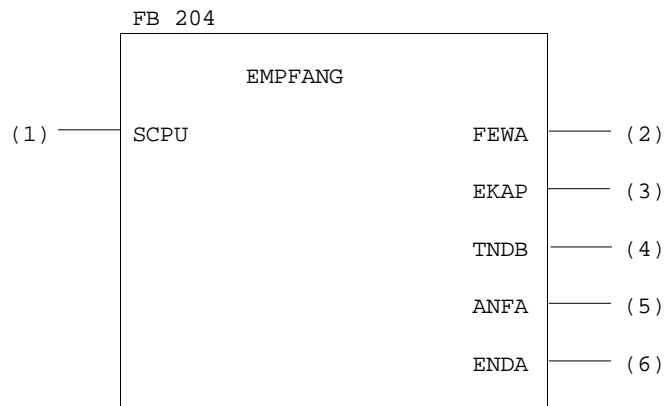 FB 204
EMPFANG
(1) SCPU FEWA (2)
EKAP (3)
TNDB (4)
ANFA (5)
ENDA (6)